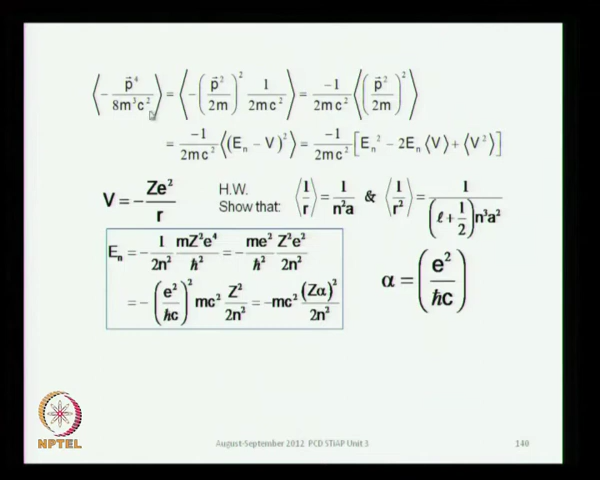 ⟨-p⃗⁴/8m³c²⟩ = ⟨-(p⃗²/2m)² 1/2mc²⟩ = -1/2mc² ⟨(p⃗²/2m)²⟩
= -1/2mc² ⟨(Eₙ - V)²⟩ = -1/2mc² [Eₙ² - 2Eₙ⟨V⟩ + ⟨V²⟩]
V = -Ze²/r H.W. Show that: ⟨1/r⟩ = 1/n²a & ⟨1/r²⟩ = 1/(ℓ + 1/2)n³a²
Eₙ = -1/2n² mZ²e⁴/ħ² = -me²/ħ² Z²e²/2n²
= -(e²/ħc)² mc² Z²/2n² = -mc² (Zα)²/2n²
α = (e²/ħc)
NPTEL
August-September 2012 PCD STiAP Unit 3
140